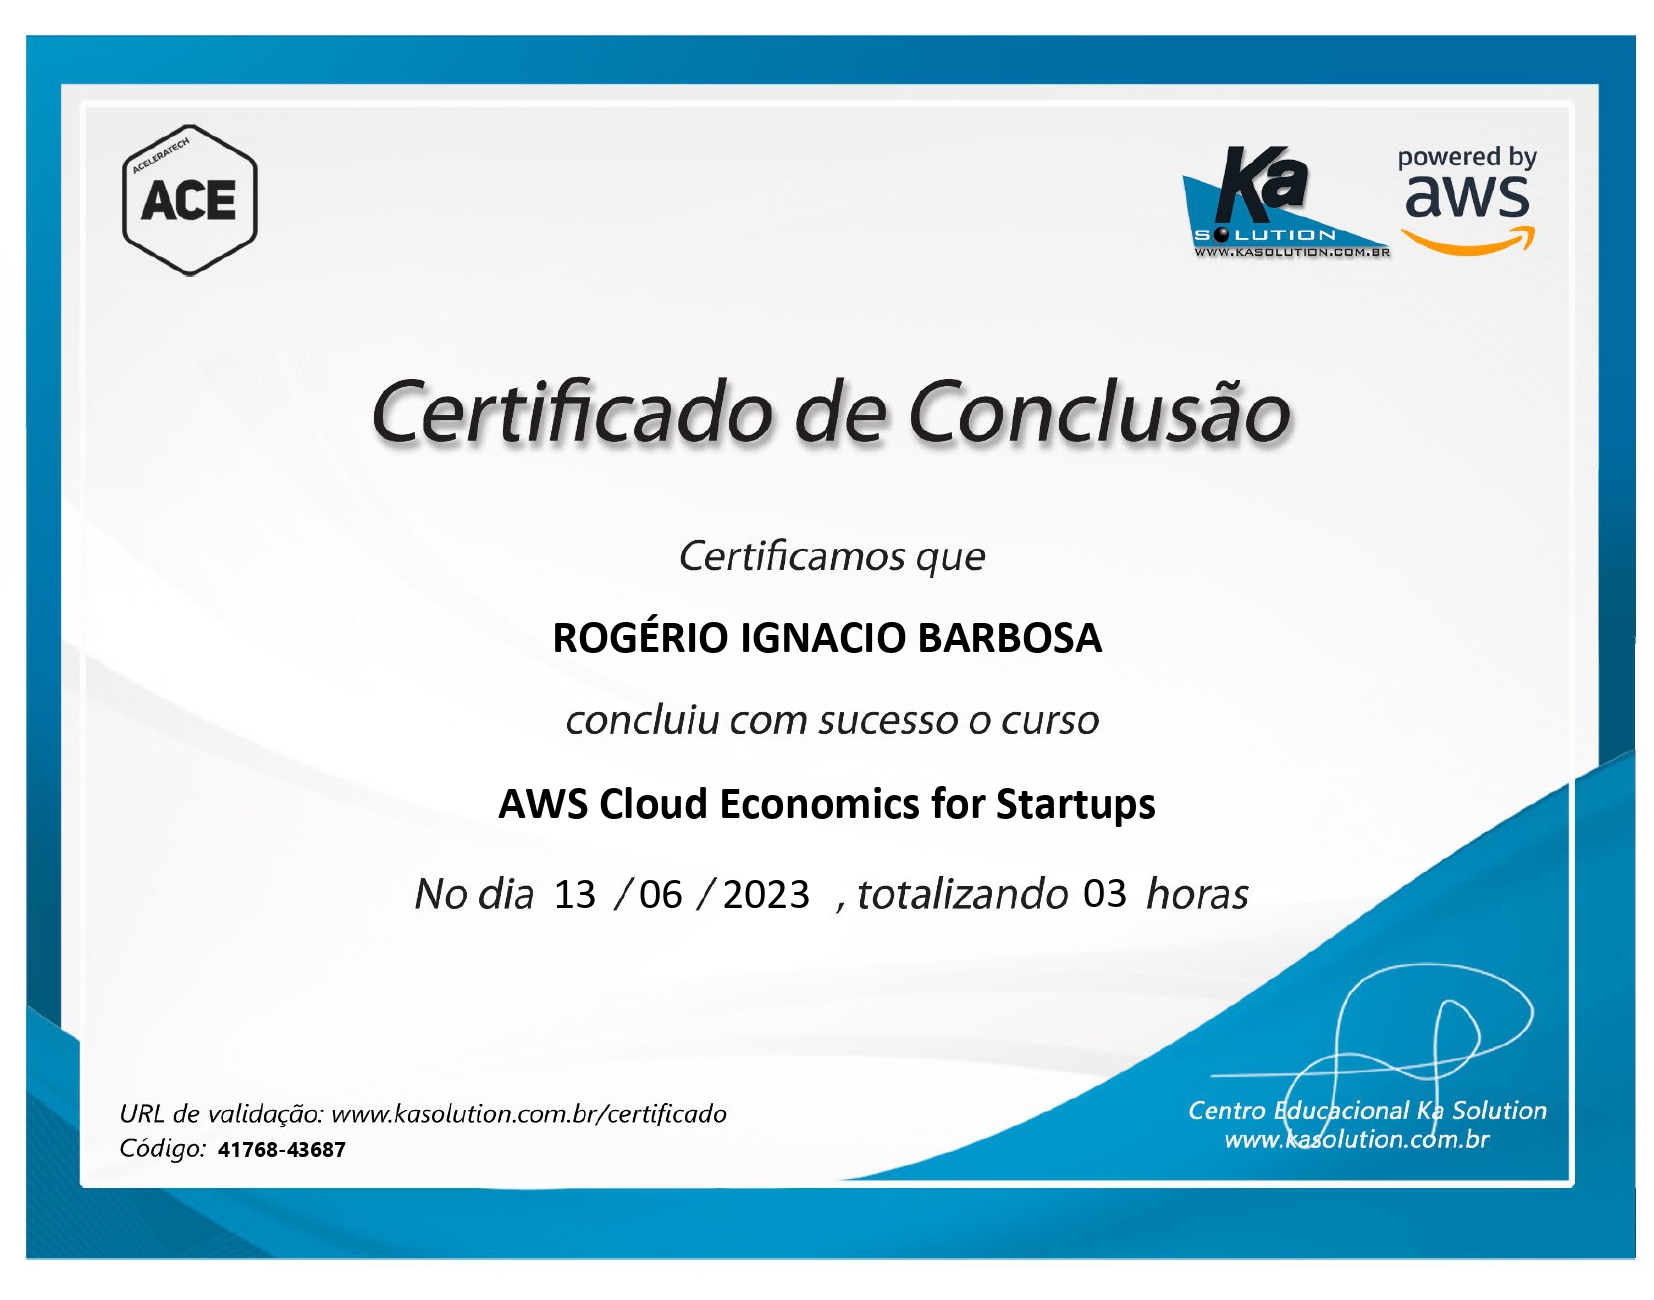 ACELERATECH
ACE
Ka
SOLUTION
WWW.KASOLUTION.COM.BR
powered by
aws
Certificado de Conclusão
Certificamos que
ROGÉRIO IGNACIO BARBOSA
concluiu com sucesso o curso
AWS Cloud Economics for Startups
No dia 13 / 06 / 2023 , totalizando 03 horas
URL de validação: www.kasolution.com.br/certificado
Código: 41768-43687
Centro Educacional Ka Solution
www.kasolution.com.br